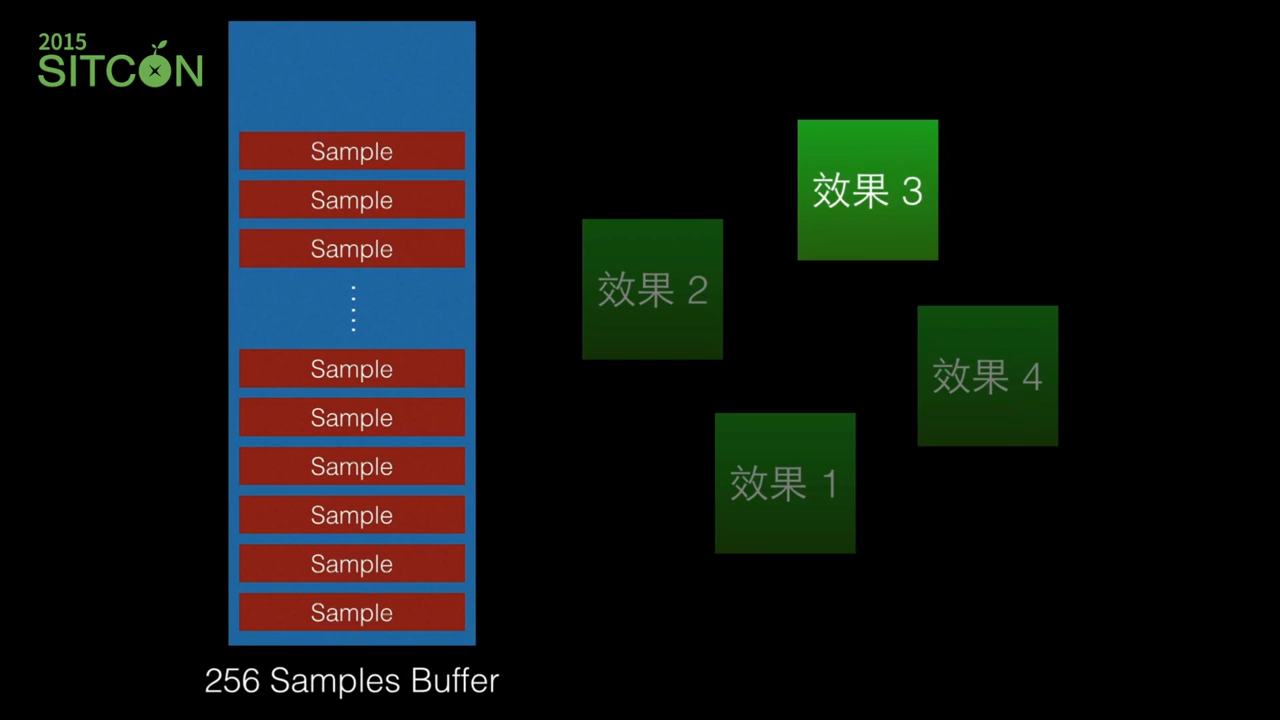 2015
SITCON
Sample
Sample
Sample
Sample
Sample
Sample
Sample
Sample
Sample
256 Samples Buffer
效果 3
效果 2
效果 4
效果 1